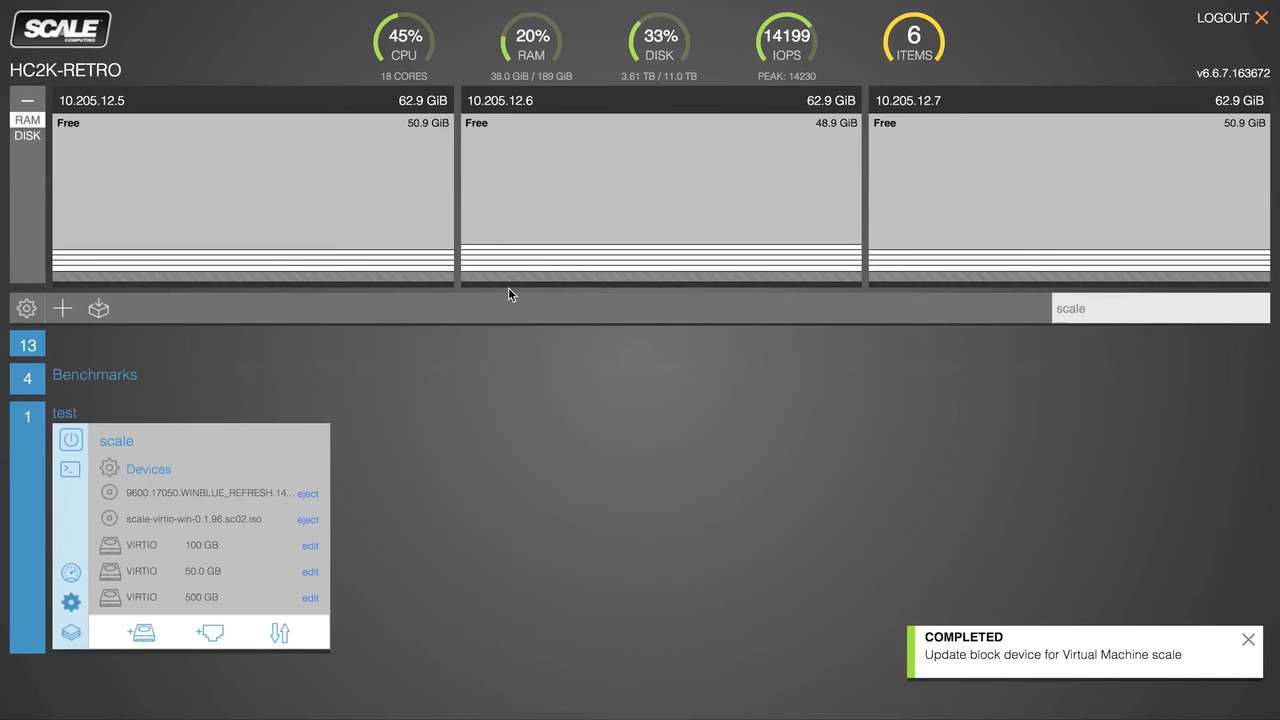 SCALE
COMPUTING
HC2K-RETRO
45%
CPU
18 CORES
20%
RAM
38.0 GiB / 189 GiB
33%
DISK
3.61 TB / 11.0 TB
14199
IOPS
PEAK: 14230
6
ITEMS
LOGOUT
v6.6.7.163672
RAM
DISK
10.205.12.5 62.9 GiB
Free 50.9 GiB
10.205.12.6 62.9 GiB
Free 48.9 GiB
10.205.12.7 62.9 GiB
Free 50.9 GiB
scale
13
4 Benchmarks
1 test
scale
Devices
9600.17050.WINBLUE_REFRESH.14... eject
scale-virtio-win-0.1.96.sc02.iso eject
VIRTIO 100 GB edit
VIRTIO 50.0 GB edit
VIRTIO 500 GB edit
COMPLETED
Update block device for Virtual Machine scale